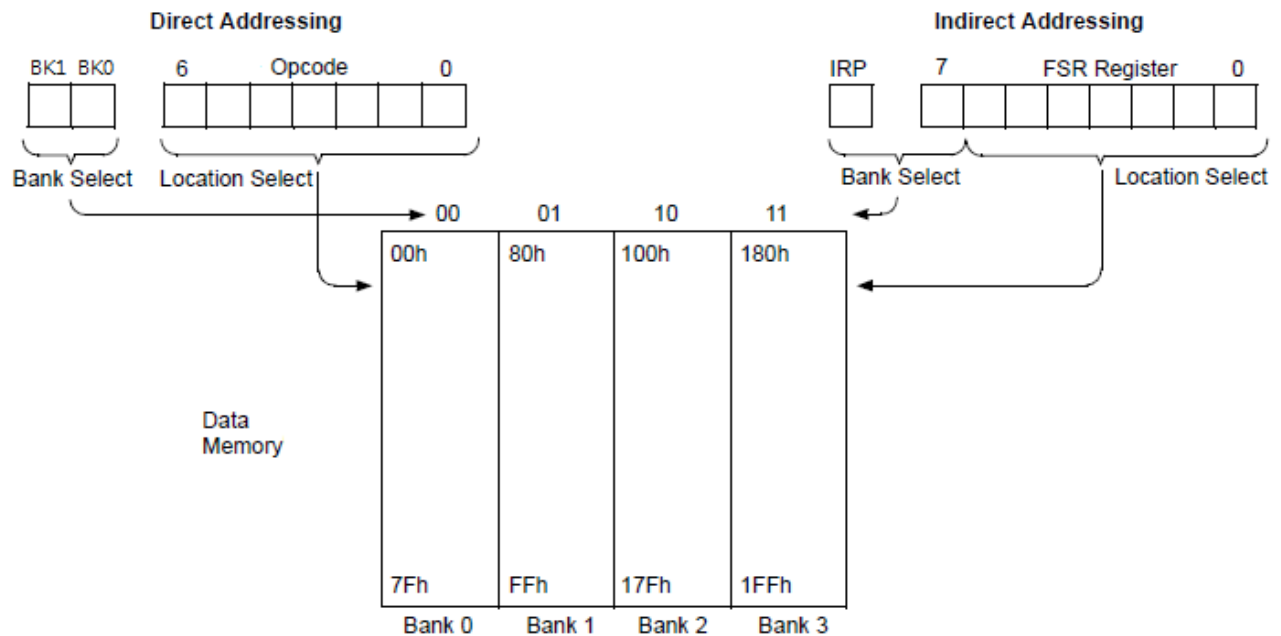 Direct Addressing
Indirect Addressing
BK1 BK0
6 Opcode 0
IRP
7 FSR Register 0
Bank Select
Location Select
Bank Select
Location Select
00 01 10 11
00h 80h 100h 180h
Data
Memory
7Fh FFh 17Fh 1FFh
Bank 0 Bank 1 Bank 2 Bank 3